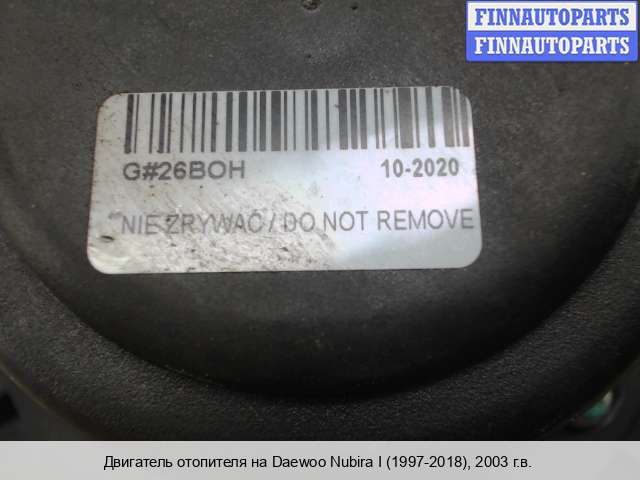 FINNAUTOPARTS
FINNAUTOPARTS
G#26BOH 10-2020
NIE ZRYWAC / DO NOT REMOVE
Двигатель отопителя на Daewoo Nubira I (1997-2018), 2003 г.в.